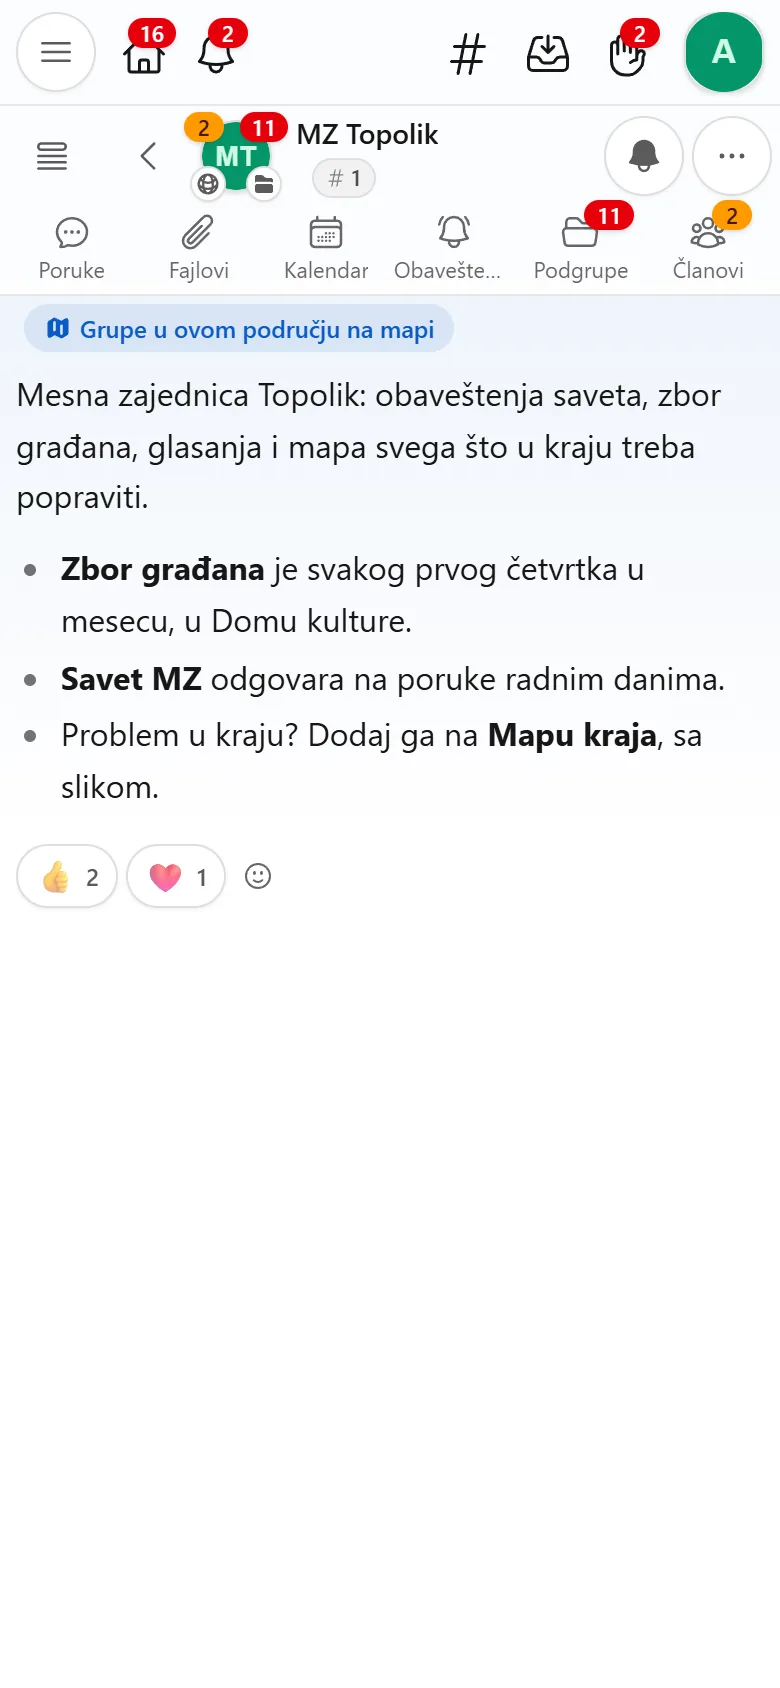 16
2
2
A
2
11
MT
MZ Topolik
# 1
Poruke
Fajlovi
Kalendar
Obavešte...
11
Podgrupe
2
Članovi
Grupe u ovom području na mapi
Mesna zajednica Topolik: obaveštenja saveta, zbor
građana, glasanja i mapa svega što u kraju treba
popraviti.
Zbor građana je svakog prvog četvrtka u
mesecu, u Domu kulture.
Savet MZ odgovara na poruke radnim danima.
Problem u kraju? Dodaj ga na Mapu kraja, sa
slikom.
2
1